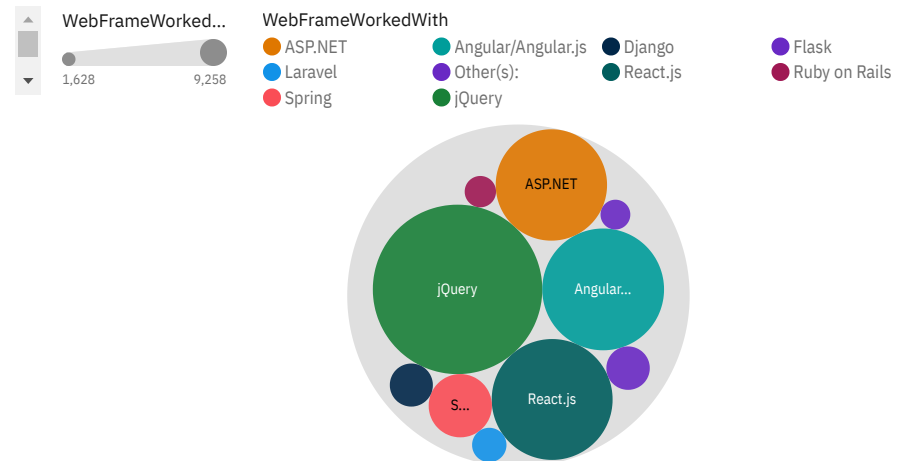 WebFrameWorked...
1,628 9,258
WebFrameWorkedWith
ASP.NET Angular/Angular.js Django Flask
Laravel Other(s): React.js Ruby on Rails
Spring jQuery
ASP.NET
jQuery
Angular...
React.js
S...